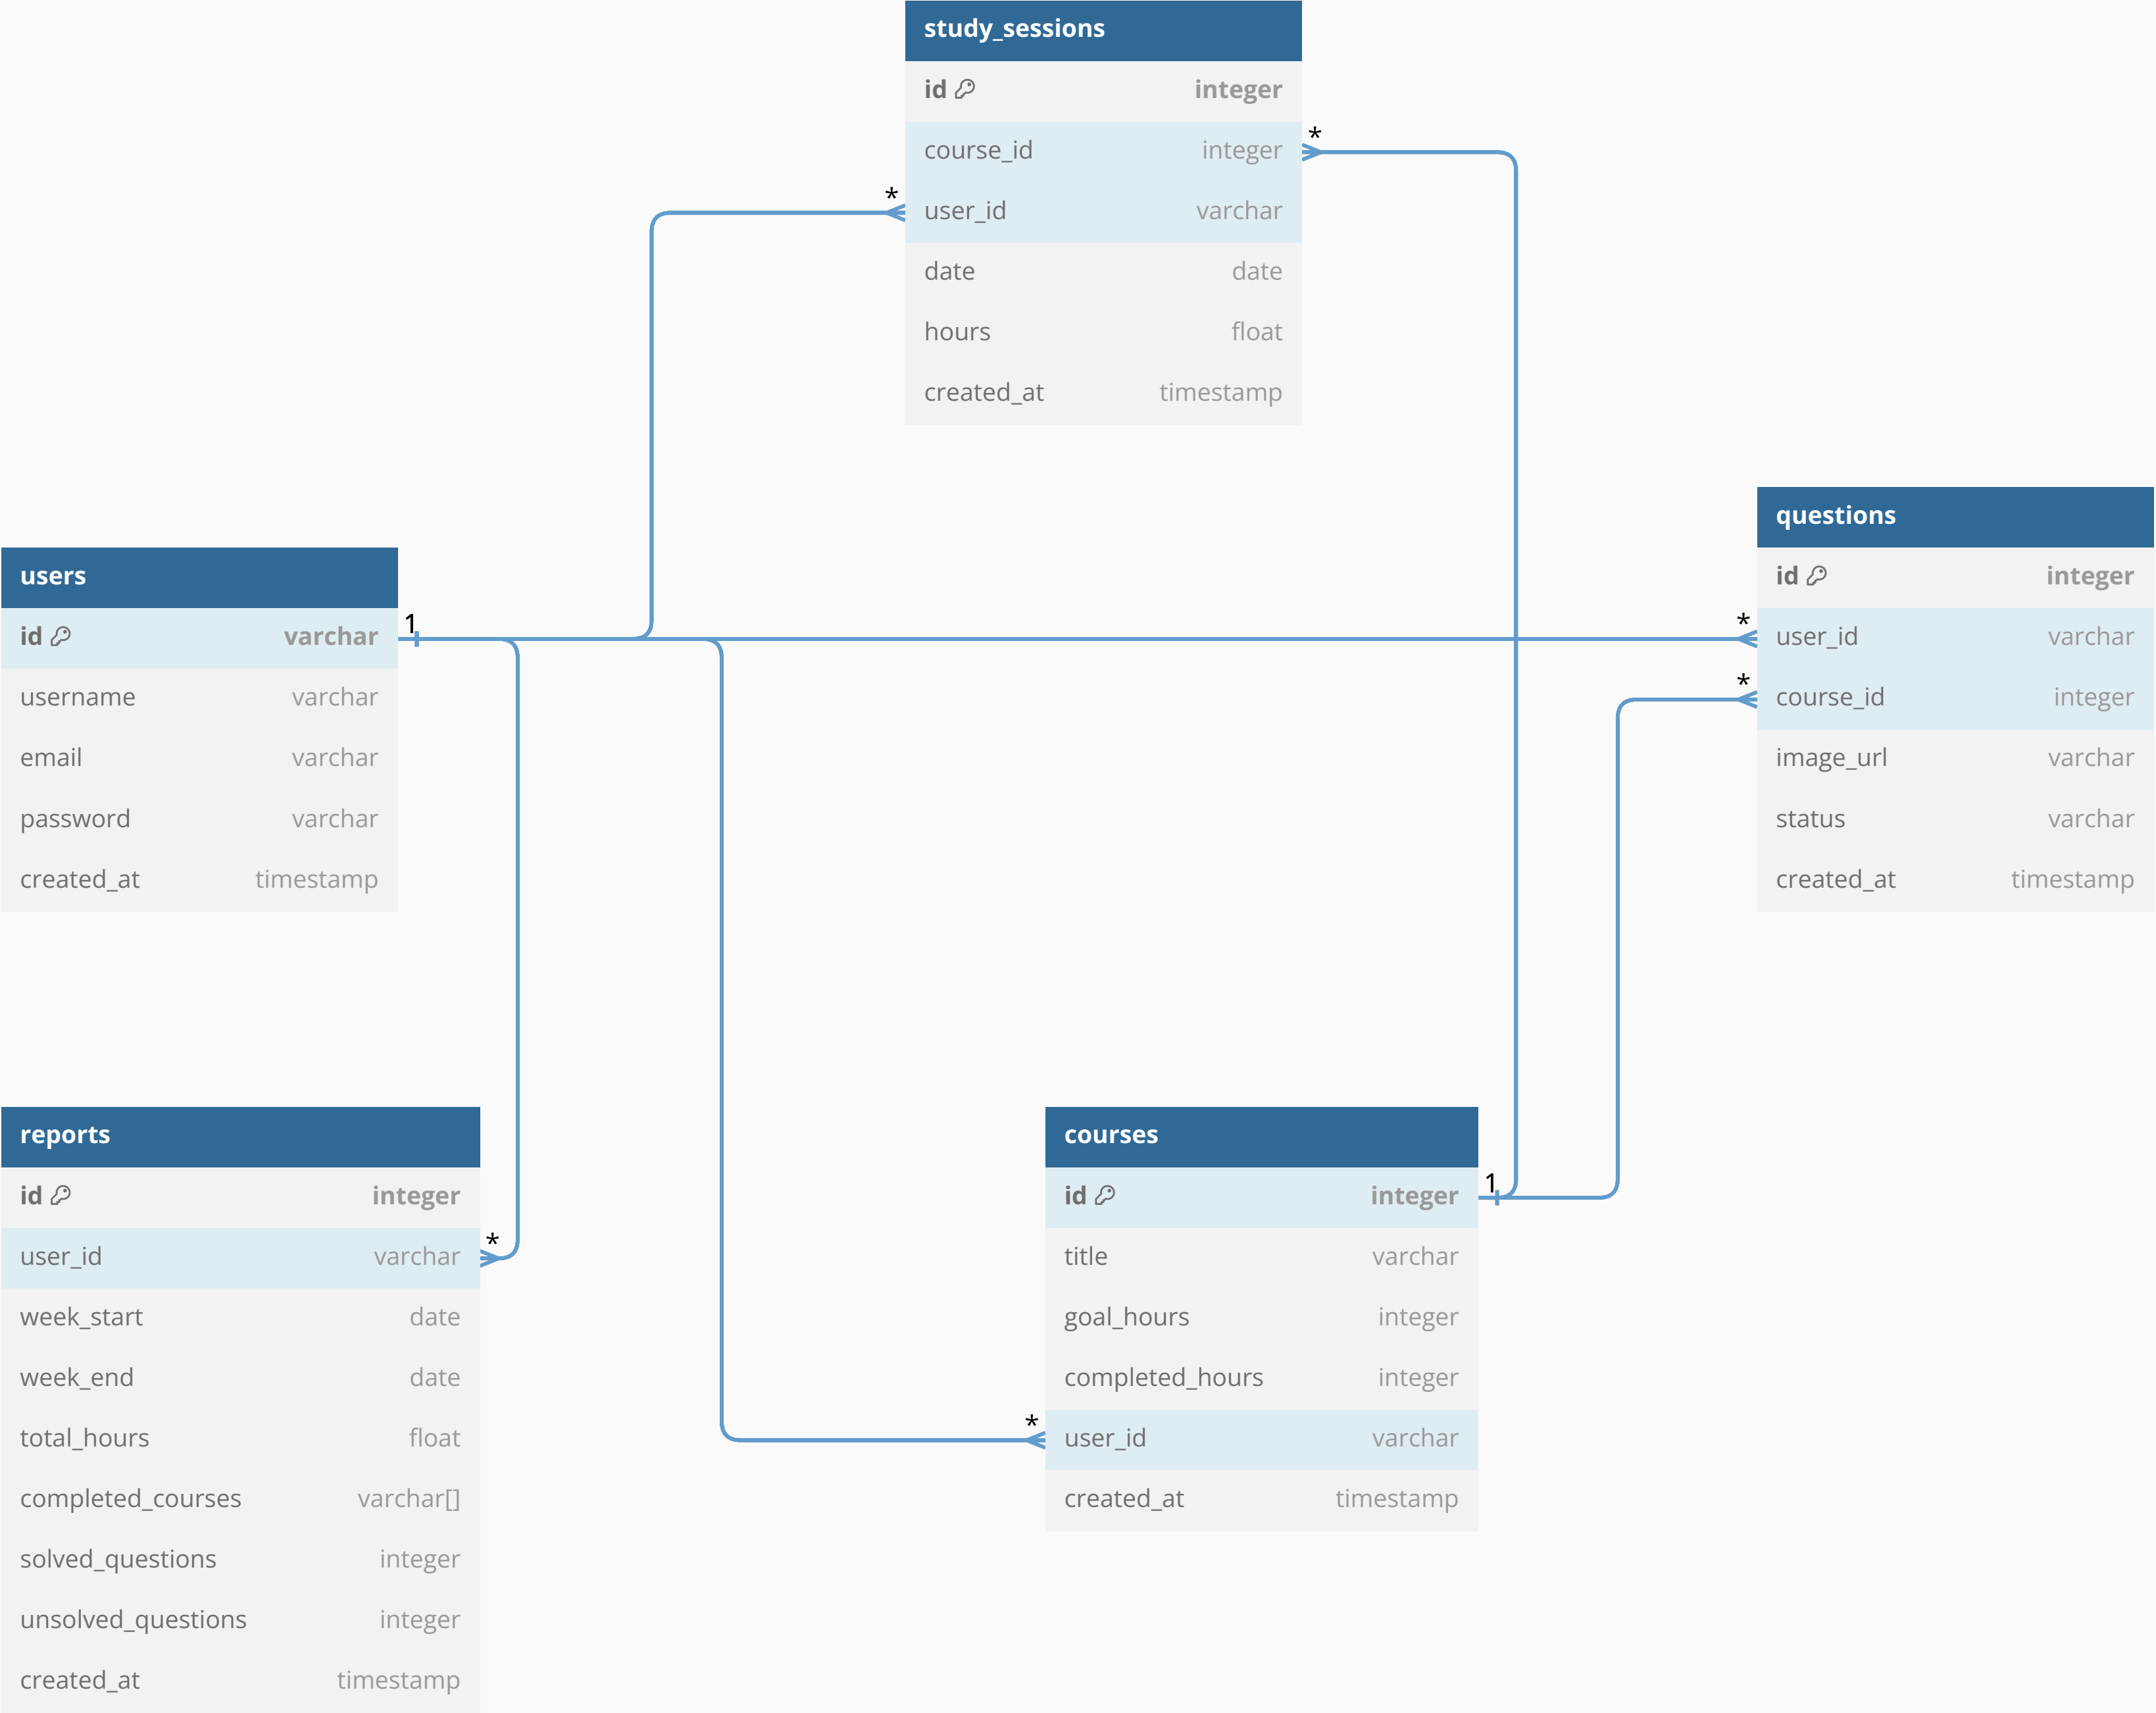 study_sessions
id integer
course_id integer
*
* user_id varchar
date date
hours float
created_at timestamp
users
id varchar
1
username varchar
email varchar
password varchar
created_at timestamp
questions
id integer
* user_id varchar
* course_id integer
image_url varchar
status varchar
created_at timestamp
reports
id integer
user_id varchar
*
week_start date
week_end date
total_hours float
completed_courses varchar[]
solved_questions integer
unsolved_questions integer
created_at timestamp
courses
id integer
1
title varchar
goal_hours integer
completed_hours integer
* user_id varchar
created_at timestamp